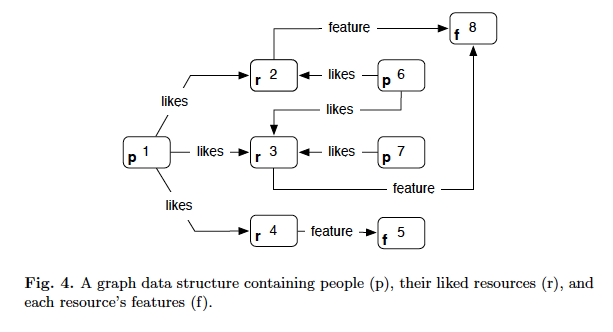 feature
f 8
r 2
likes
p 6
likes
likes
p 1
likes
r 3
likes
p 7
feature
likes
r 4
feature
f 5
Fig. 4. A graph data structure containing people (p), their liked resources (r), and
each resource's features (f).